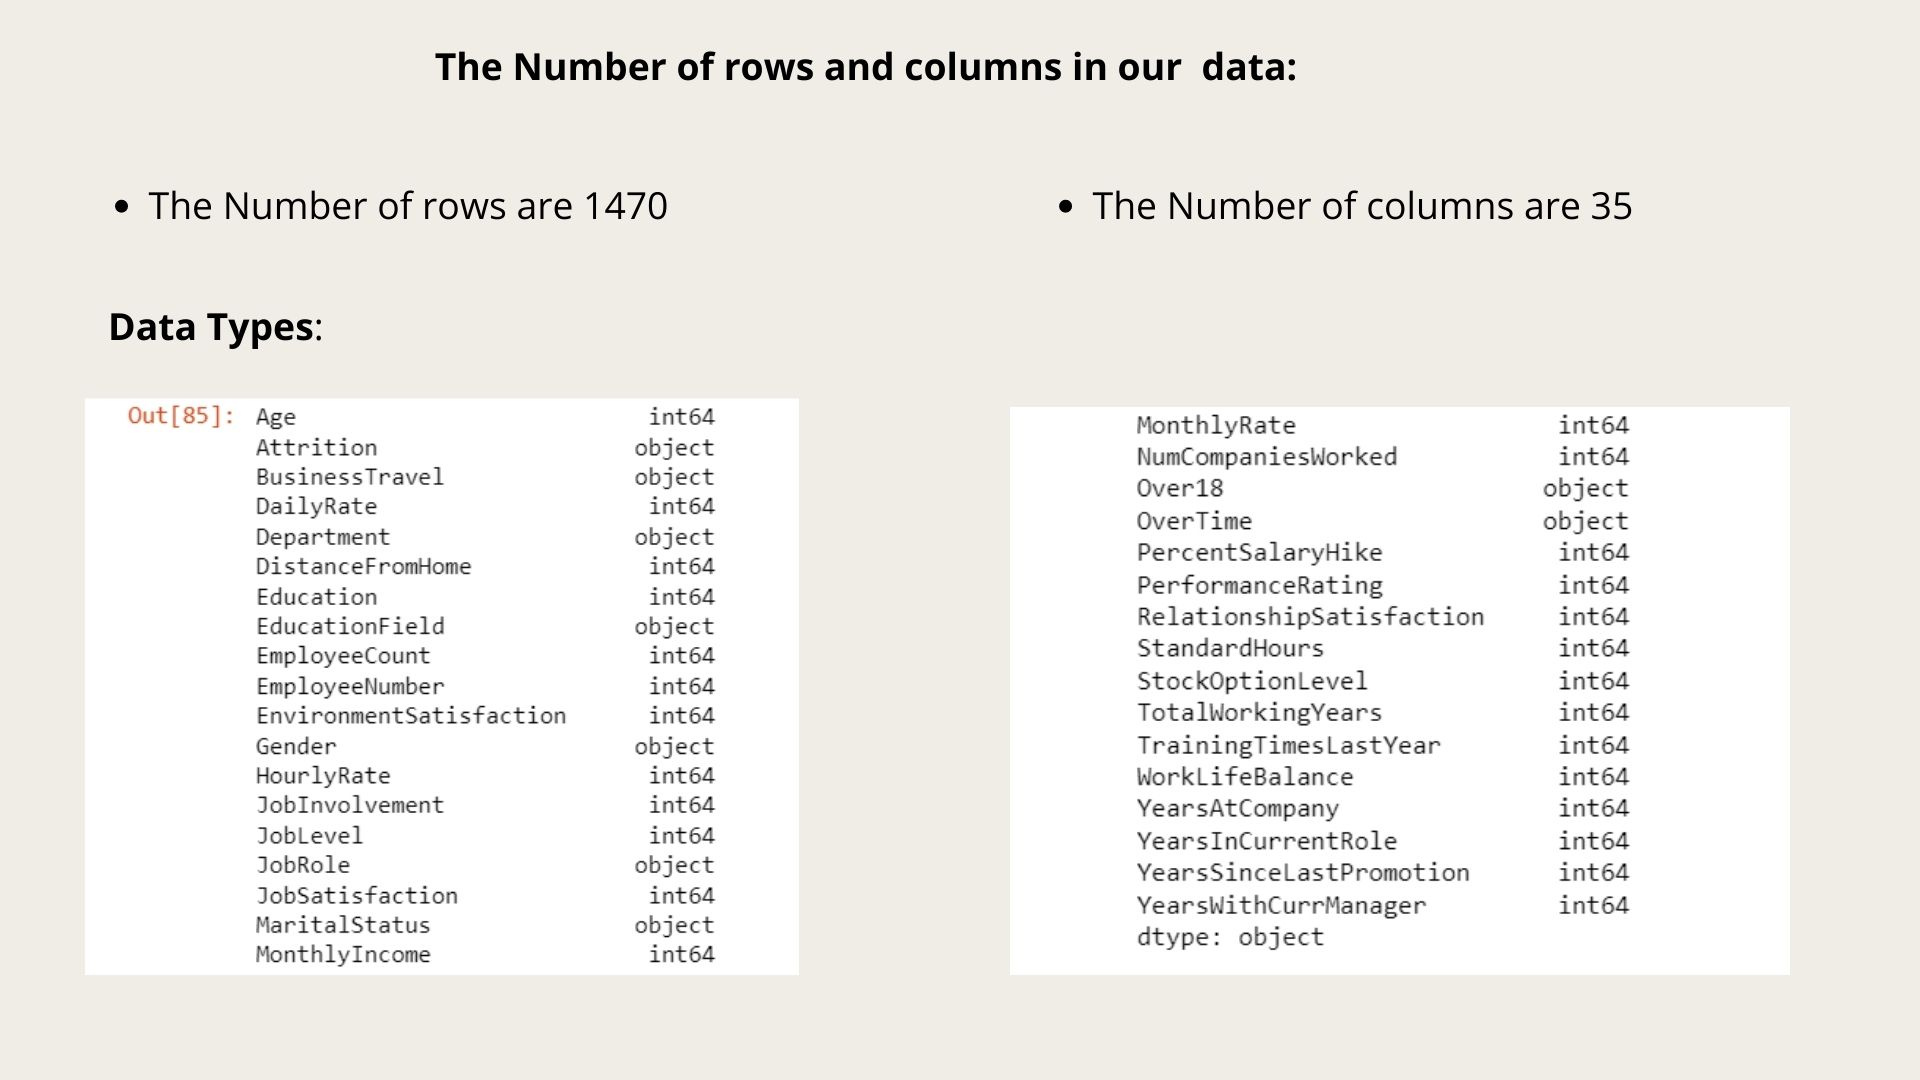 The Number of rows and columns in our  data:
• The Number of rows are 1470
• The Number of columns are 35
Data Types:
Out[85]: Age int64
Attrition object
BusinessTravel object
DailyRate int64
Department object
DistanceFromHome int64
Education int64
EducationField object
EmployeeCount int64
EmployeeNumber int64
EnvironmentSatisfaction int64
Gender object
HourlyRate int64
JobInvolvement int64
JobLevel int64
JobRole object
JobSatisfaction int64
MaritalStatus object
MonthlyIncome int64
MonthlyRate int64
NumCompaniesWorked int64
Over18 object
OverTime object
PercentSalaryHike int64
PerformanceRating int64
RelationshipSatisfaction int64
StandardHours int64
StockOptionLevel int64
TotalWorkingYears int64
TrainingTimesLastYear int64
WorkLifeBalance int64
YearsAtCompany int64
YearsInCurrentRole int64
YearsSinceLastPromotion int64
YearsWithCurrManager int64
dtype: object